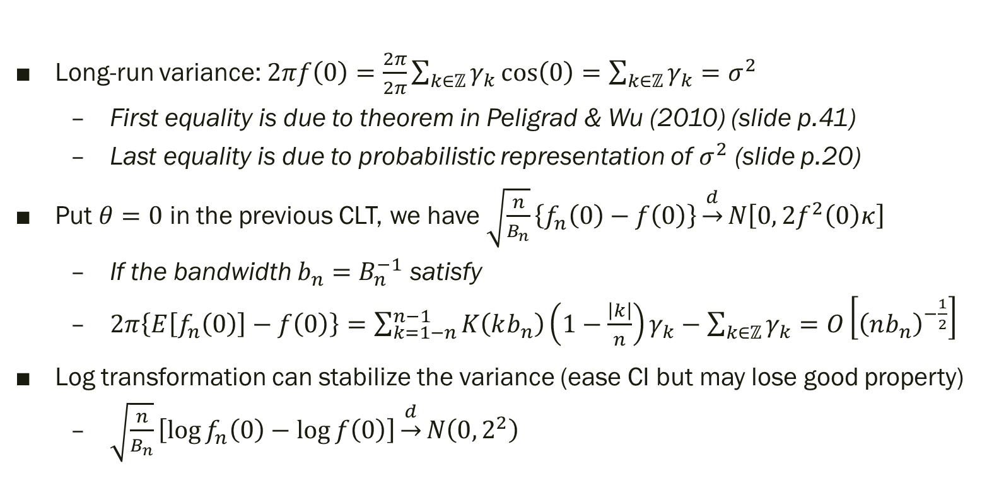 ■ Long-run variance: $2\pi f(0) = \frac{2\pi}{2\pi}\sum_{k\in\mathbb{Z}} \gamma_k \cos(0) = \sum_{k\in\mathbb{Z}} \gamma_k = \sigma^2$
– First equality is due to theorem in Peligrad & Wu (2010) (slide p.41)
– Last equality is due to probabilistic representation of $\sigma^2$ (slide p.20)
■ Put $\theta = 0$ in the previous CLT, we have $\sqrt{\frac{n}{B_n}}\{f_n(0) - f(0)\} \xrightarrow{d} N[0, 2f^2(0)\kappa]$
– If the bandwidth $b_n = B_n^{-1}$ satisfy
– $2\pi\{E[f_n(0)] - f(0)\} = \sum_{k=1-n}^{n-1} K(kb_n)\left(1 - \frac{|k|}{n}\right)\gamma_k - \sum_{k\in\mathbb{Z}} \gamma_k = O\left[(nb_n)^{-\frac{1}{2}}\right]$
■ Log transformation can stabilize the variance (ease CI but may lose good property)
– $\sqrt{\frac{n}{B_n}}[\log f_n(0) - \log f(0)] \xrightarrow{d} N(0, 2^2)$